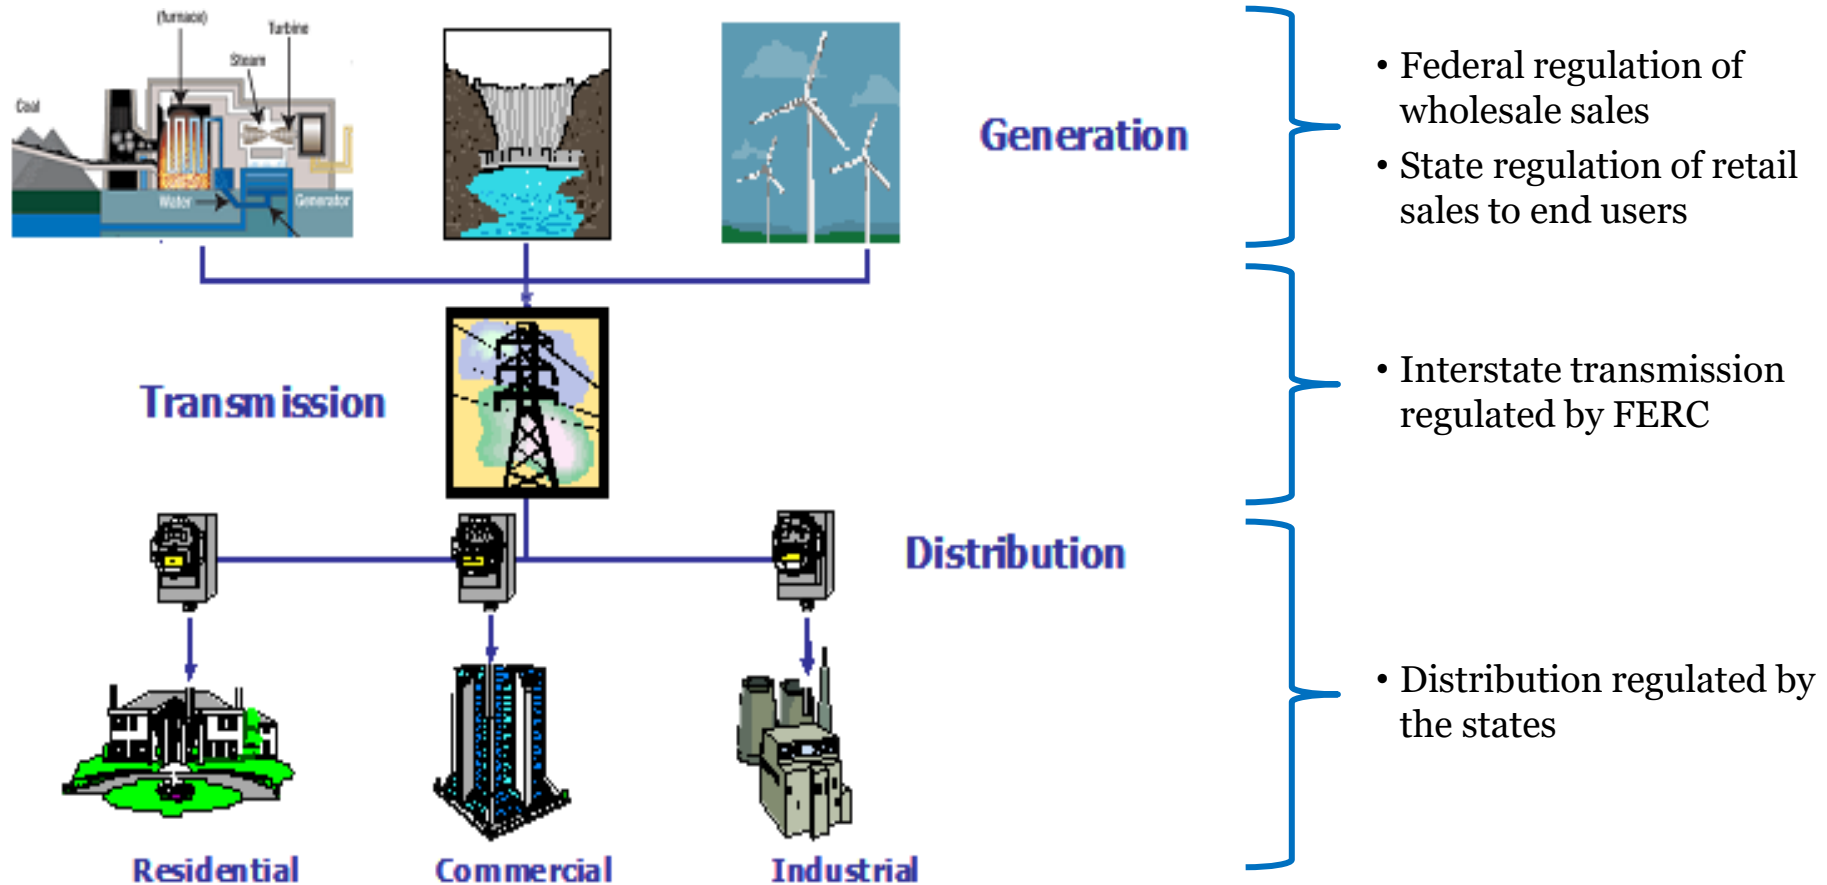 (furnace)
Turbine
Steam
Coal
Water
Generator
Generation
• Federal regulation of
wholesale sales
• State regulation of retail
sales to end users
Transmission
• Interstate transmission
regulated by FERC
Distribution
• Distribution regulated by
the states
Residential
Commercial
Industrial